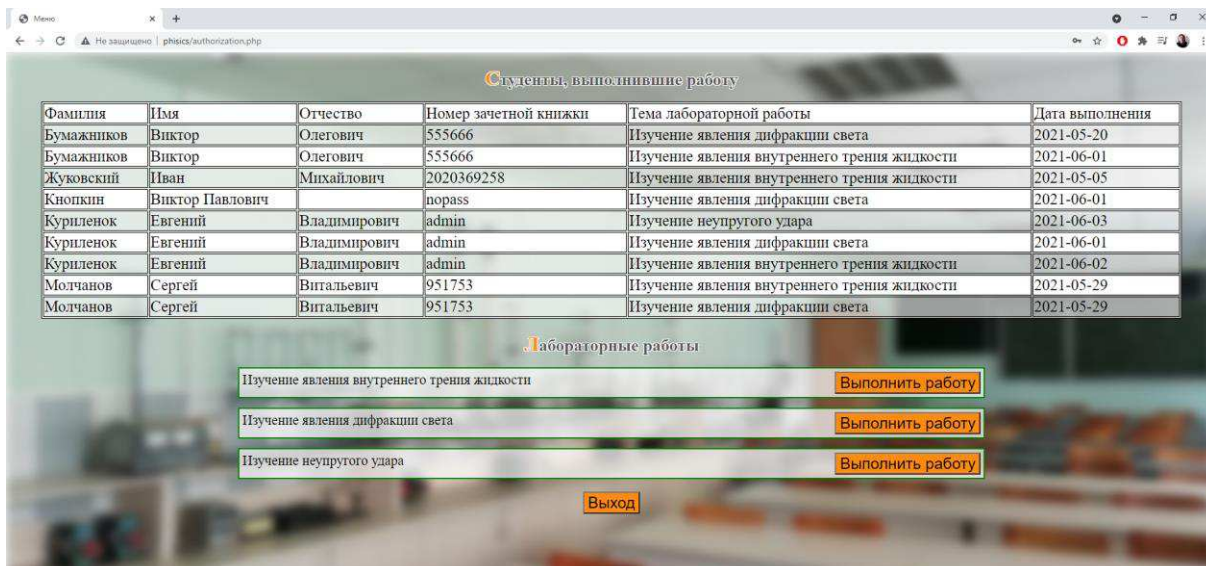 Меню
Не защищено | phisics/authorization.php
Студенты, выполнившие работу
Фамилия Имя Отчество Номер зачетной книжки Тема лабораторной работы Дата выполнения
Бумажников Виктор Олегович 555666 Изучение явления дифракции света 2021-05-20
Бумажников Виктор Олегович 555666 Изучение явления внутреннего трения жидкости 2021-06-01
Жуковский Иван Михайлович 2020369258 Изучение явления внутреннего трения жидкости 2021-05-05
Кнопкин Виктор Павлович nopass Изучение явления дифракции света 2021-06-01
Куриленок Евгений Владимирович admin Изучение неупругого удара 2021-06-03
Куриленок Евгений Владимирович admin Изучение явления дифракции света 2021-06-01
Куриленок Евгений Владимирович admin Изучение явления внутреннего трения жидкости 2021-06-02
Молчанов Сергей Витальевич 951753 Изучение явления внутреннего трения жидкости 2021-05-29
Молчанов Сергей Витальевич 951753 Изучение явления дифракции света 2021-05-29
Лабораторные работы
Изучение явления внутреннего трения жидкости Выполнить работу
Изучение явления дифракции света Выполнить работу
Изучение неупругого удара Выполнить работу
Выход